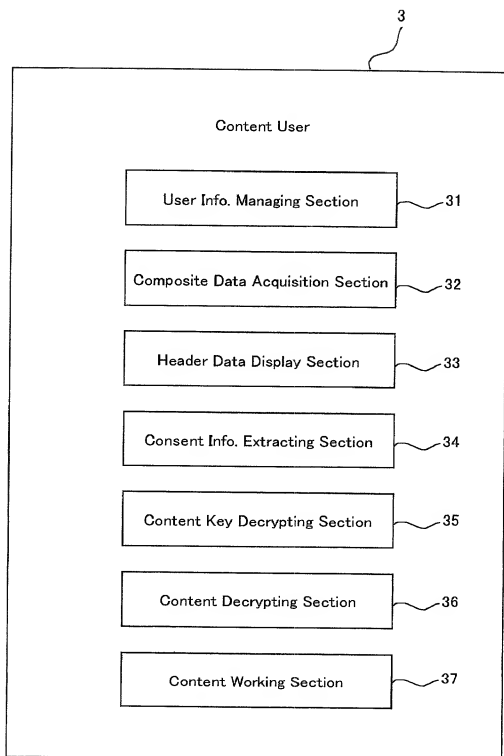 3
Content User
User Info. Managing Section 31
Composite Data Acquisition Section 32
Header Data Display Section 33
Consent Info. Extracting Section 34
Content Key Decrypting Section 35
Content Decrypting Section 36
Content Working Section 37